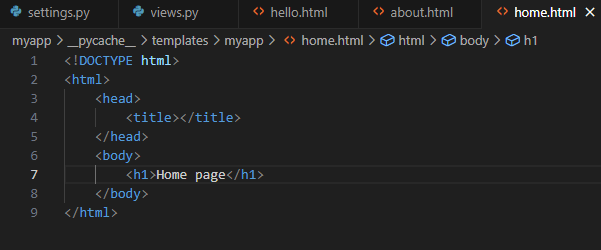 settings.py views.py hello.html about.html home.html
myapp > __pycache__ > templates > myapp > home.html > html > body > h1
1 <!DOCTYPE html>
2 <html>
3 <head>
4 <title></title>
5 </head>
6 <body>
7 <h1>Home page</h1>
8 </body>
9 </html>